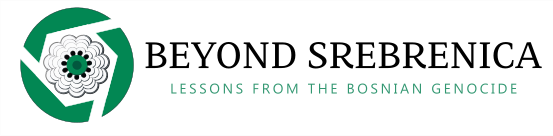 BEYOND SREBRENICA
LESSONS FROM THE BOSNIAN GENOCIDE